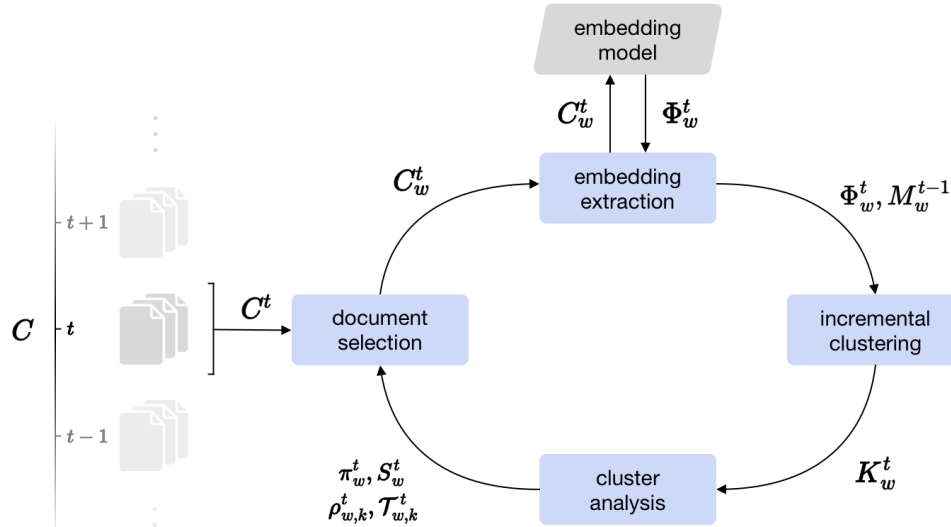 embedding
model
C_w^t
Φ_w^t
C_w^t
embedding
extraction
Φ_w^t, M_w^{t-1}
t+1
C
t
C^t
document
selection
incremental
clustering
t-1
π_w^t, S_w^t
ρ_{w,k}^t, 𝒯_{w,k}^t
cluster
analysis
K_w^t